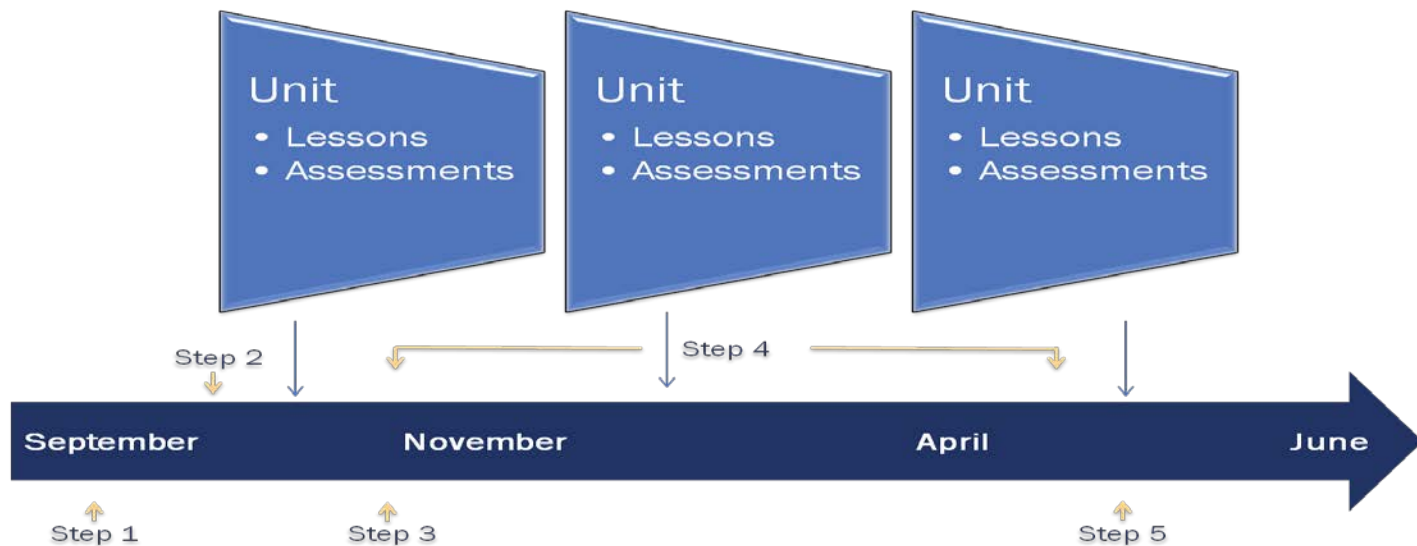 Unit
• Lessons
• Assessments
Unit
• Lessons
• Assessments
Unit
• Lessons
• Assessments
Step 2
Step 4
September
November
April
June
Step 1
Step 3
Step 5